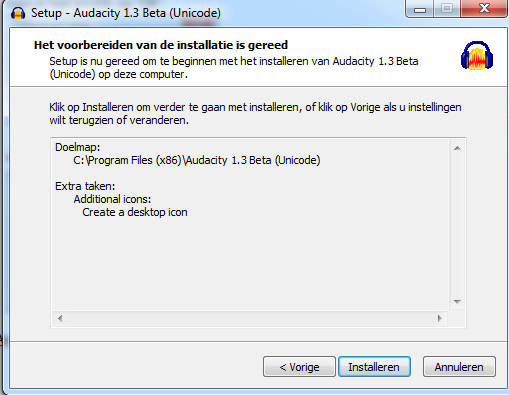 Setup - Audacity 1.3 Beta (Unicode)
Het voorbereiden van de installatie is gereed
Setup is nu gereed om te beginnen met het installeren van Audacity 1.3 Beta
(Unicode) op deze computer.
Klik op Installeren om verder te gaan met installeren, of klik op Vorige als u instellingen
wilt terugzien of veranderen.
Doelmap:
C:\Program Files (x86)\Audacity 1.3 Beta (Unicode)
Extra taken:
Additional icons:
Create a desktop icon
< Vorige
Installeren
Annuleren